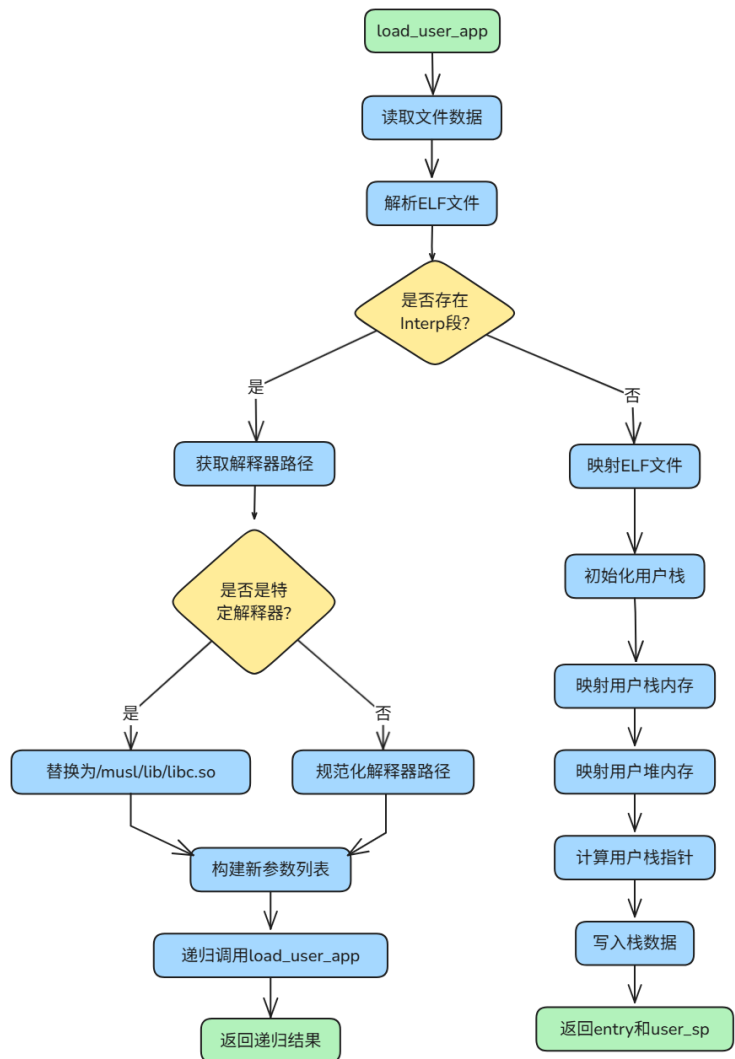 load_user_app
读取文件数据
解析ELF文件
是否存在
Interp段?
是
否
获取解释器路径
映射ELF文件
是否是特
定解释器?
初始化用户栈
是
否
映射用户栈内存
替换为/musl/lib/libc.so
规范化解释器路径
映射用户堆内存
构建新参数列表
计算用户栈指针
递归调用load_user_app
写入栈数据
返回递归结果
返回entry和user_sp